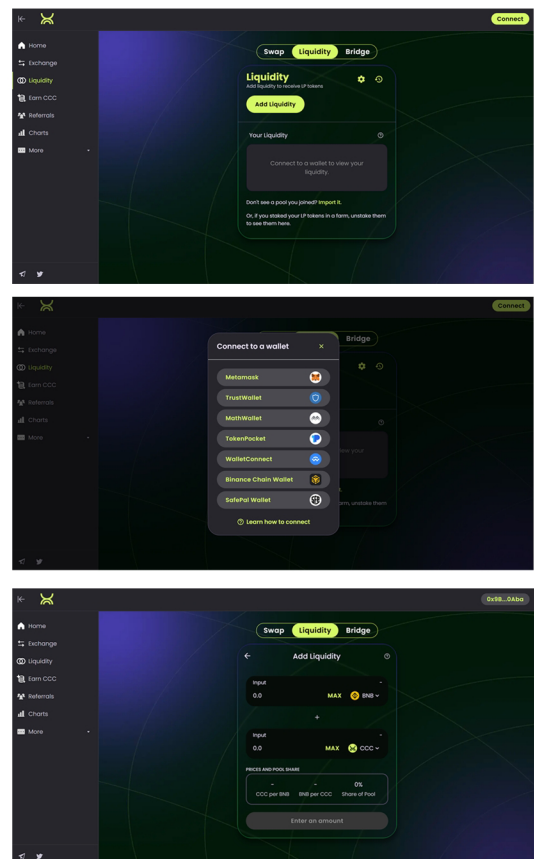 Connect
Home
Exchange
Liquidity
Earn CCC
Referrals
Charts
More
Swap Liquidity Bridge
Liquidity
Add liquidity to receive LP tokens
Add Liquidity
Your Liquidity
Connect to a wallet to view your
liquidity.
Don't see a pool you joined? Import it.
Or, if you staked your LP tokens in a farm, unstake them
to see them here.
Connect
Home
Exchange
Liquidity
Earn CCC
Referrals
Charts
More
Bridge
Connect to a wallet ×
Metamask
TrustWallet
MathWallet
TokenPocket
WalletConnect
Binance Chain Wallet
SafePal Wallet
Learn how to connect
view your
it.
farm, unstake them
0x9B...0Aba
Home
Exchange
Liquidity
Earn CCC
Referrals
Charts
More
Swap Liquidity Bridge
Add Liquidity
Input -
0.0 MAX BNB
+
Input -
0.0 MAX CCC
PRICES AND POOL SHARE
- - 0%
CCC per BNB BNB per CCC Share of Pool
Enter an amount